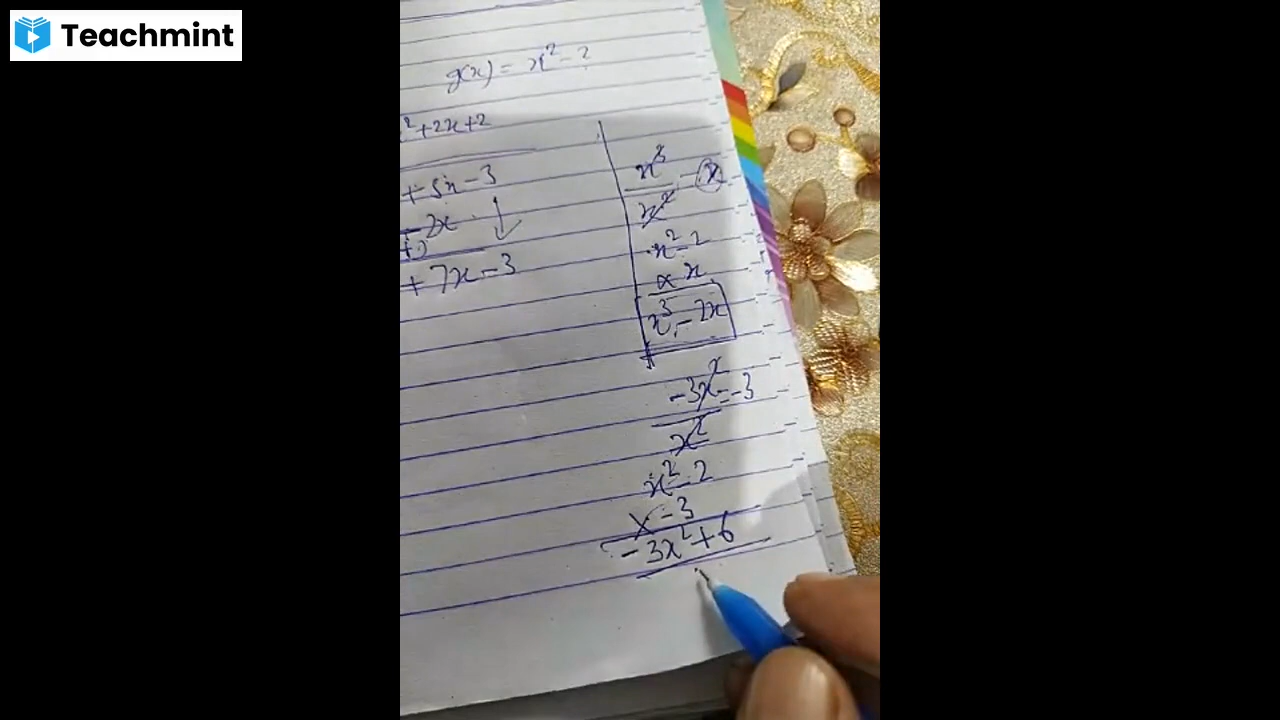 Teachmint
g(x) = x² - 2
x²+2x+2
+5x-3
-2x
+
+ 7x-3
x³
x² = x
x²-2
× x
x³-2x
-3x² = -3
x²
x²-2
x-3
-3x²+6